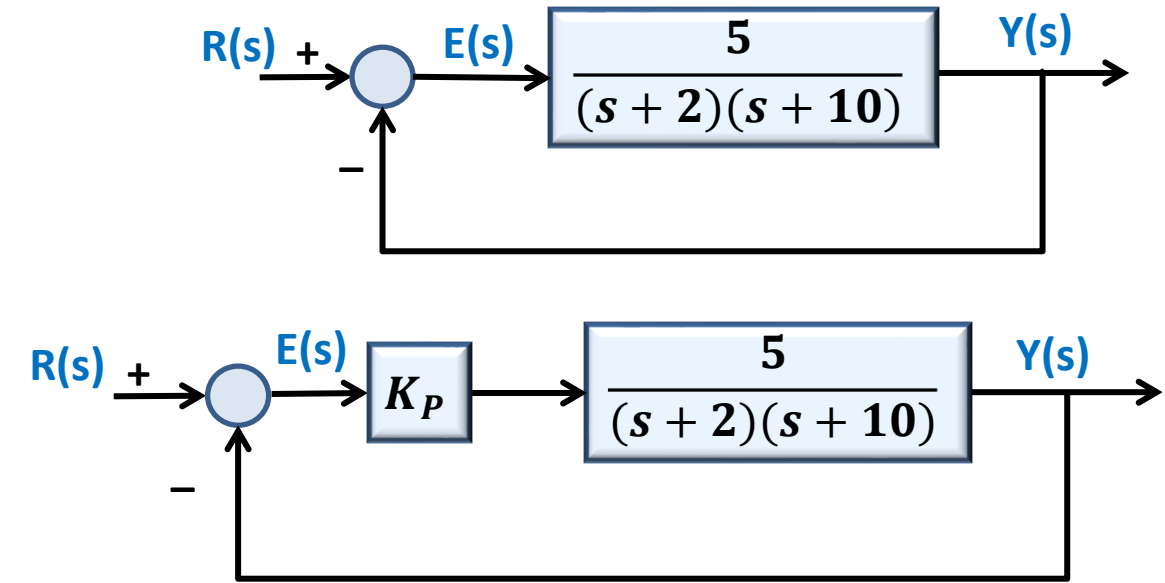 R(s) + E(s) 5 Y(s)
(s + 2)(s + 10)
−
R(s) + E(s) K_P 5 Y(s)
(s + 2)(s + 10)
−